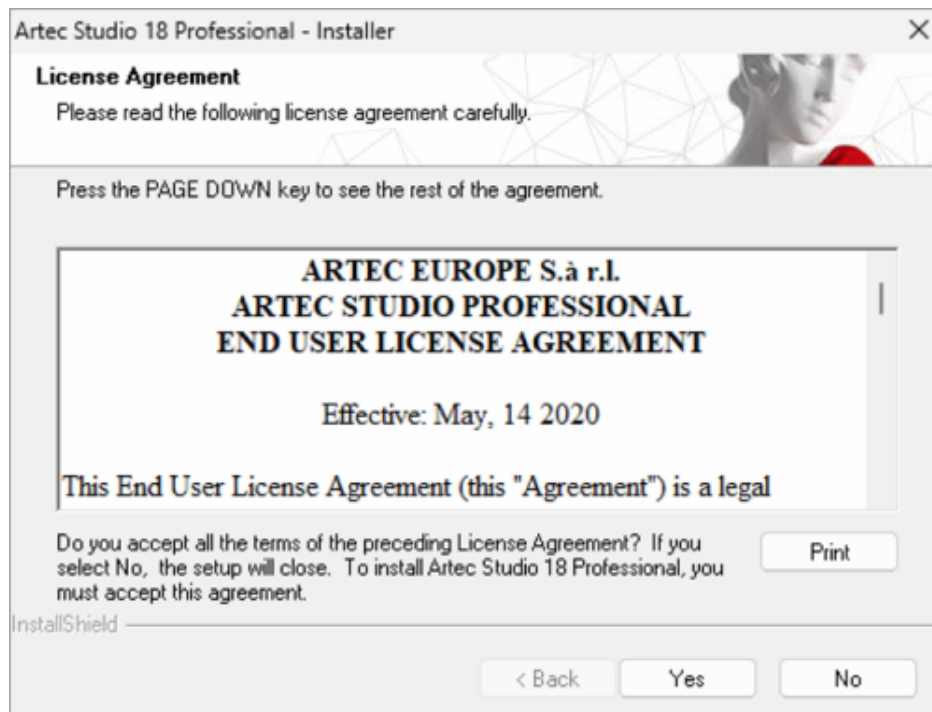 Artec Studio 18 Professional - Installer
License Agreement
Please read the following license agreement carefully.
Press the PAGE DOWN key to see the rest of the agreement.
ARTEC EUROPE S.à r.l.
ARTEC STUDIO PROFESSIONAL
END USER LICENSE AGREEMENT
Effective: May, 14 2020
This End User License Agreement (this "Agreement") is a legal
Do you accept all the terms of the preceding License Agreement? If you
select No, the setup will close. To install Artec Studio 18 Professional, you
must accept this agreement.
Print
InstallShield
< Back
Yes
No